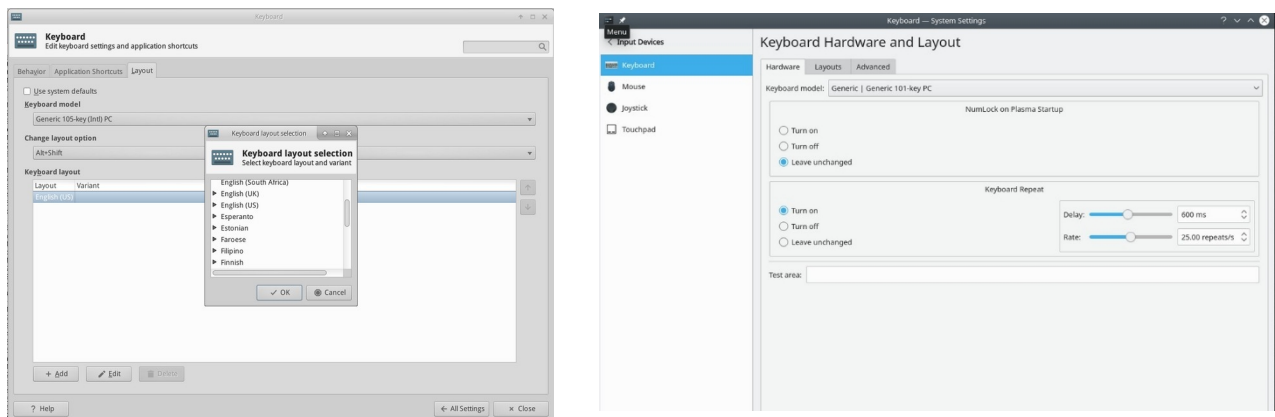 Keyboard
Keyboard
Edit keyboard settings and application shortcuts
Behavior Application Shortcuts Layout
Use system defaults
Keyboard model
Generic 105-key (Intl) PC
Change layout option
Alt+Shift
Keyboard layout
Layout Variant
English (US)
+ Add Edit Delete
? Help All Settings Close
Keyboard layout selection
Keyboard layout selection
Select keyboard layout and variant
English (South Africa)
English (UK)
English (US)
Esperanto
Estonian
Faroese
Filipino
Finnish
OK Cancel
Keyboard — System Settings
Menu
Input Devices
Keyboard
Mouse
Joystick
Touchpad
Keyboard Hardware and Layout
Hardware Layouts Advanced
Keyboard model: Generic | Generic 101-key PC
NumLock on Plasma Startup
Turn on
Turn off
Leave unchanged
Keyboard Repeat
Turn on
Turn off
Leave unchanged
Delay: 600 ms
Rate: 25.00 repeats/s
Test area: